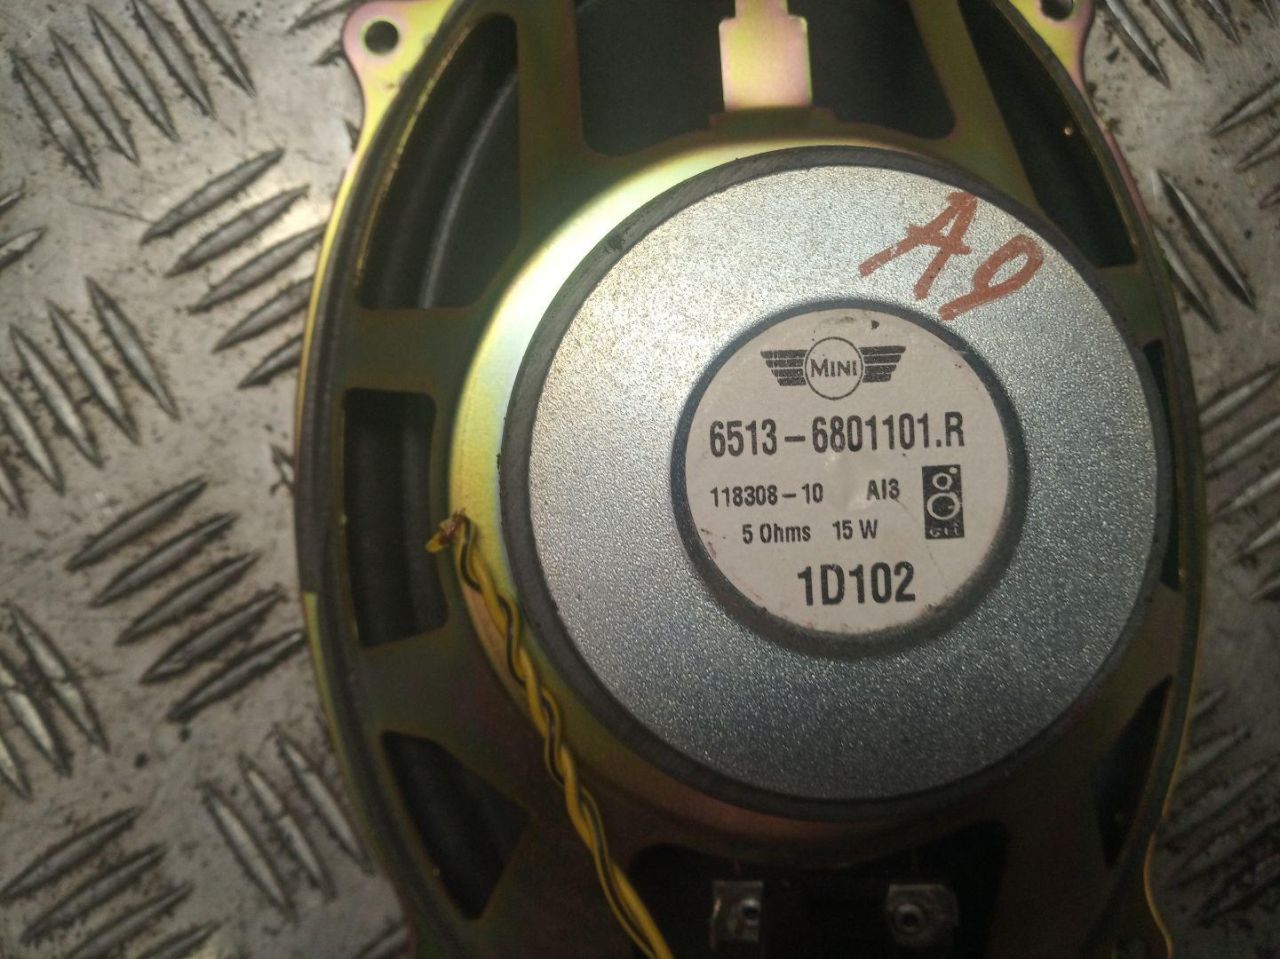 A9
MINI
6513-6801101.R
118308-10 AI3
5 Ohms 15 W
1D102